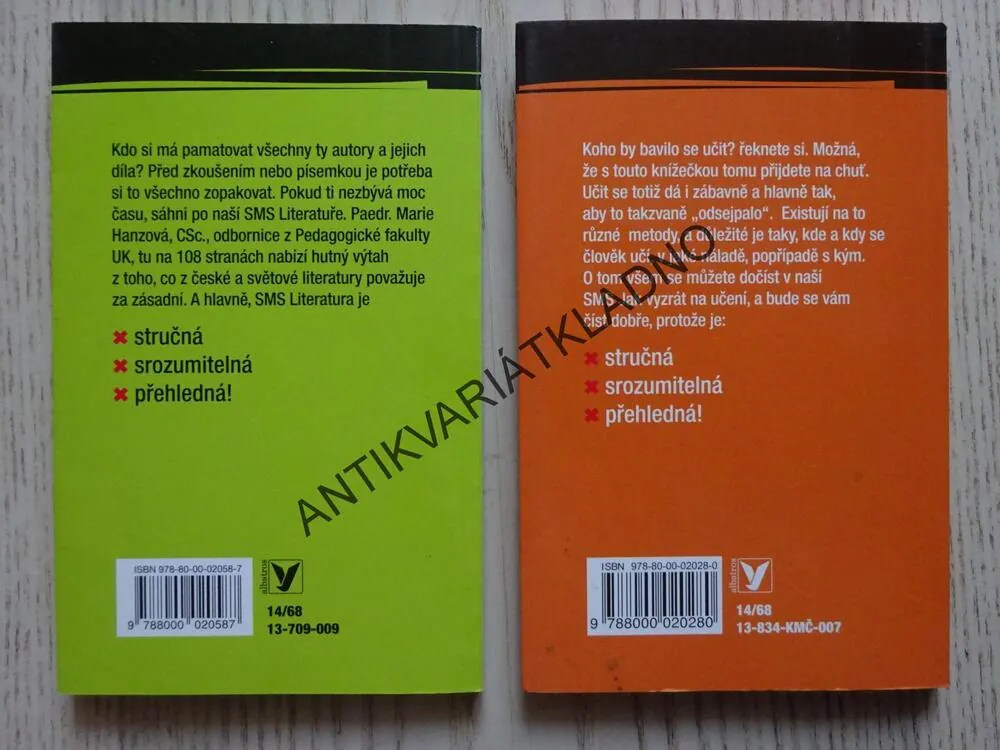 Kdo si má pamatovat všechny ty autory a jejich
díla? Před zkoušením nebo písemkou je potřeba
si to všechno zopakovat. Pokud ti nezbývá moc
času, sáhni po naší SMS Literatuře. Paedr. Marie
Hanzová, CSc., odbornice z Pedagogické fakulty
UK, tu na 108 stranách nabízí hutný výtah
z toho, co z české a světové literatury považuje
za zásadní. A hlavně, SMS Literatura je
stručná
srozumitelná
přehledná!
ISBN 978-80-00-02058-7
9 788000 020587
albatros
14/68
13-709-009
Koho by bavilo se učit? řeknete si. Možná,
že s touto knížečkou tomu přijdete na chuť.
Učit se totiž dá i zábavně a hlavně tak,
aby to takzvaně „odsejpalo“. Existují na to
různé metody, a důležité je taky, kde a kdy se
člověk učí, v jaké náladě, popřípadě s kým.
O tom všem se můžete dočíst v naší
SMS Jak vyzrát na učení, a bude se vám
číst dobře, protože je:
stručná
srozumitelná
přehledná!
ISBN 978-80-00-02028-0
9 788000 020280
albatros
14/68
13-834-KMČ-007
ANTIKVARIÁTKLADNO